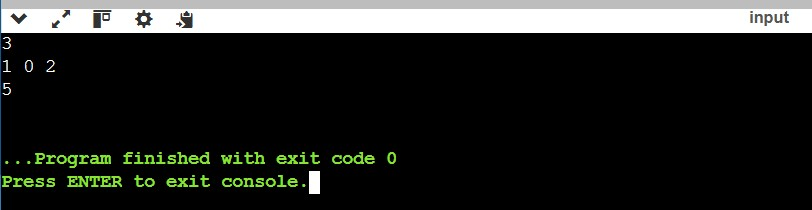 input
3
1 0 2
5
...Program finished with exit code 0
Press ENTER to exit console.